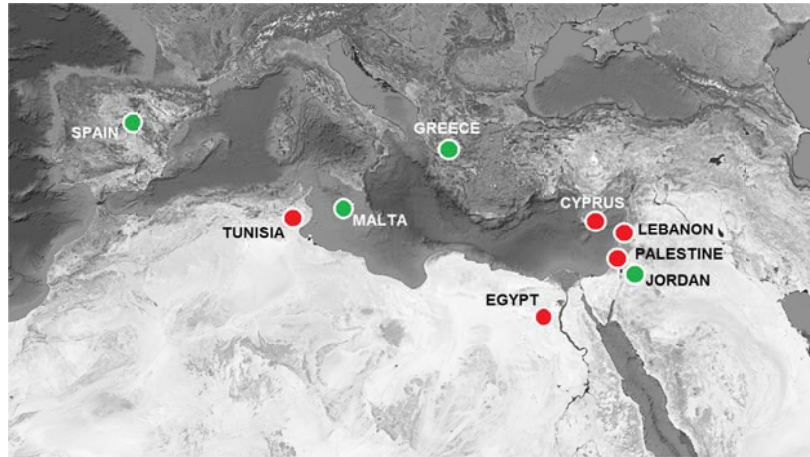 SPAIN
GREECE
CYPRUS
MALTA
TUNISIA
LEBANON
PALESTINE
JORDAN
EGYPT